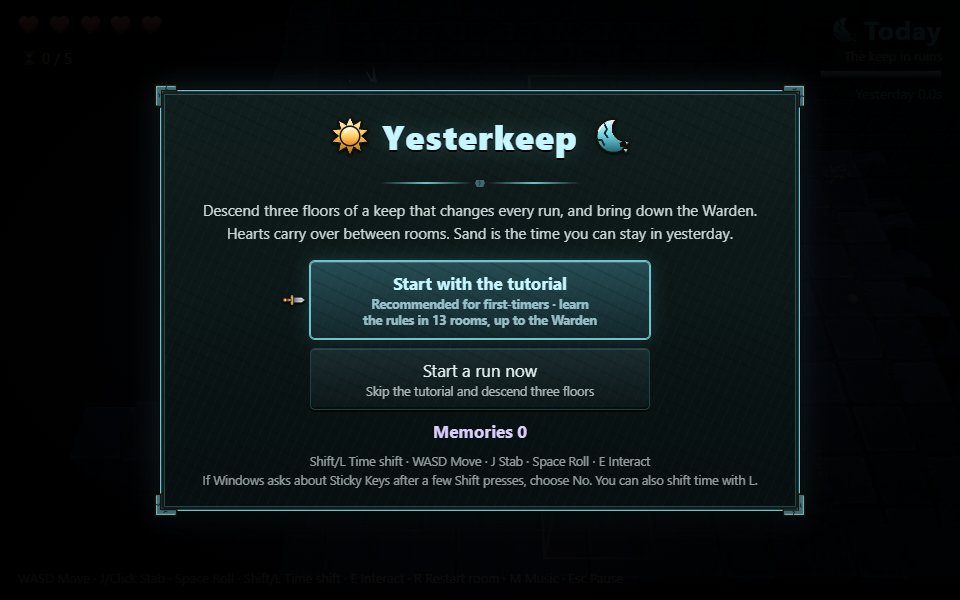 0 / 5
Today
The keep in ruins
Yesterday 0.0s
Yesterkeep
Descend three floors of a keep that changes every run, and bring down the Warden.
Hearts carry over between rooms. Sand is the time you can stay in yesterday.
Start with the tutorial
Recommended for first-timers · learn
the rules in 13 rooms, up to the Warden
Start a run now
Skip the tutorial and descend three floors
Memories 0
Shift/L Time shift · WASD Move · J Stab · Space Roll · E Interact
If Windows asks about Sticky Keys after a few Shift presses, choose No. You can also shift time with L.
WASD Move · J/Click Stab · Space Roll · Shift/L Time shift · E Interact · R Restart room · M Music · Esc Pause